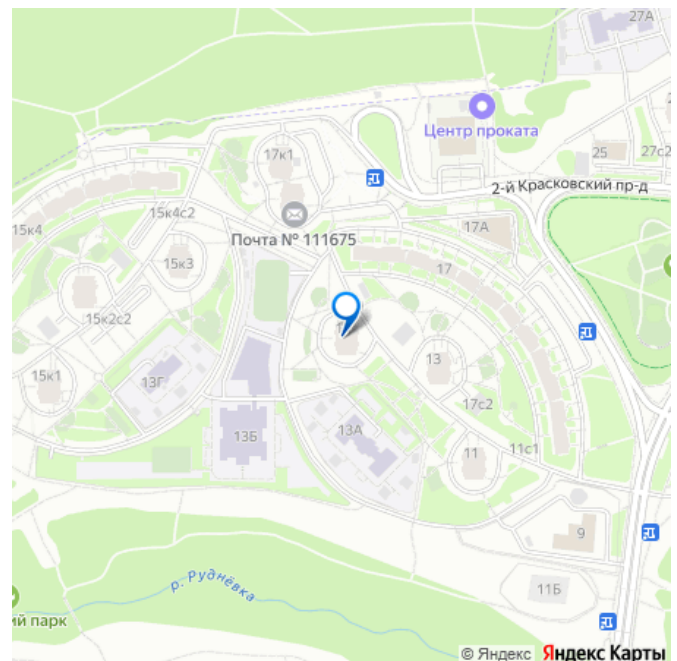 27А
Центр проката
17к1
25
27с2
2-й Красковский пр-д
15к4с2
15к4
17А
Почта № 111675
15к3
17
15к2с2
13
15к1
13Г
17с2
13Б
13А
11
11с1
9
р. Руднёвка
11Б
ий парк
© Яндекс Яндекс Карты